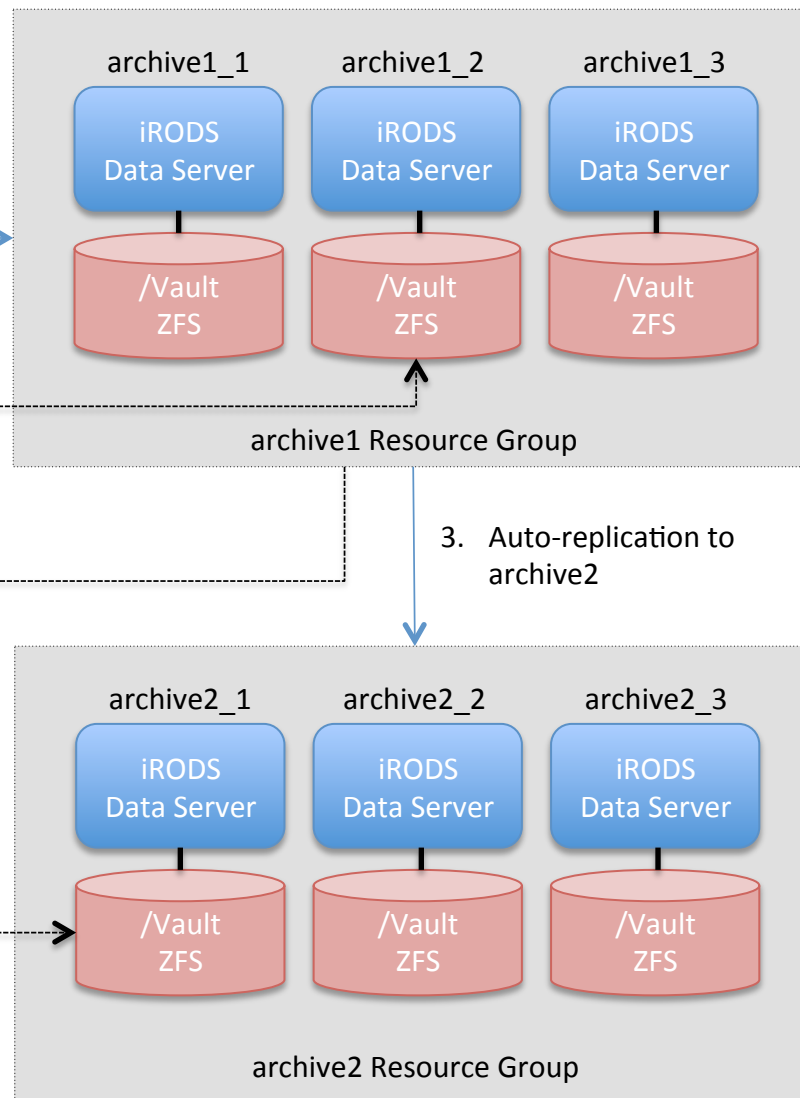 archive1_1 archive1_2 archive1_3
iRODS iRODS iRODS
Data Server Data Server Data Server
/Vault /Vault /Vault
ZFS ZFS ZFS
archive1 Resource Group
3. Auto-replication to
archive2
archive2_1 archive2_2 archive2_3
iRODS iRODS iRODS
Data Server Data Server Data Server
/Vault /Vault /Vault
ZFS ZFS ZFS
archive2 Resource Group